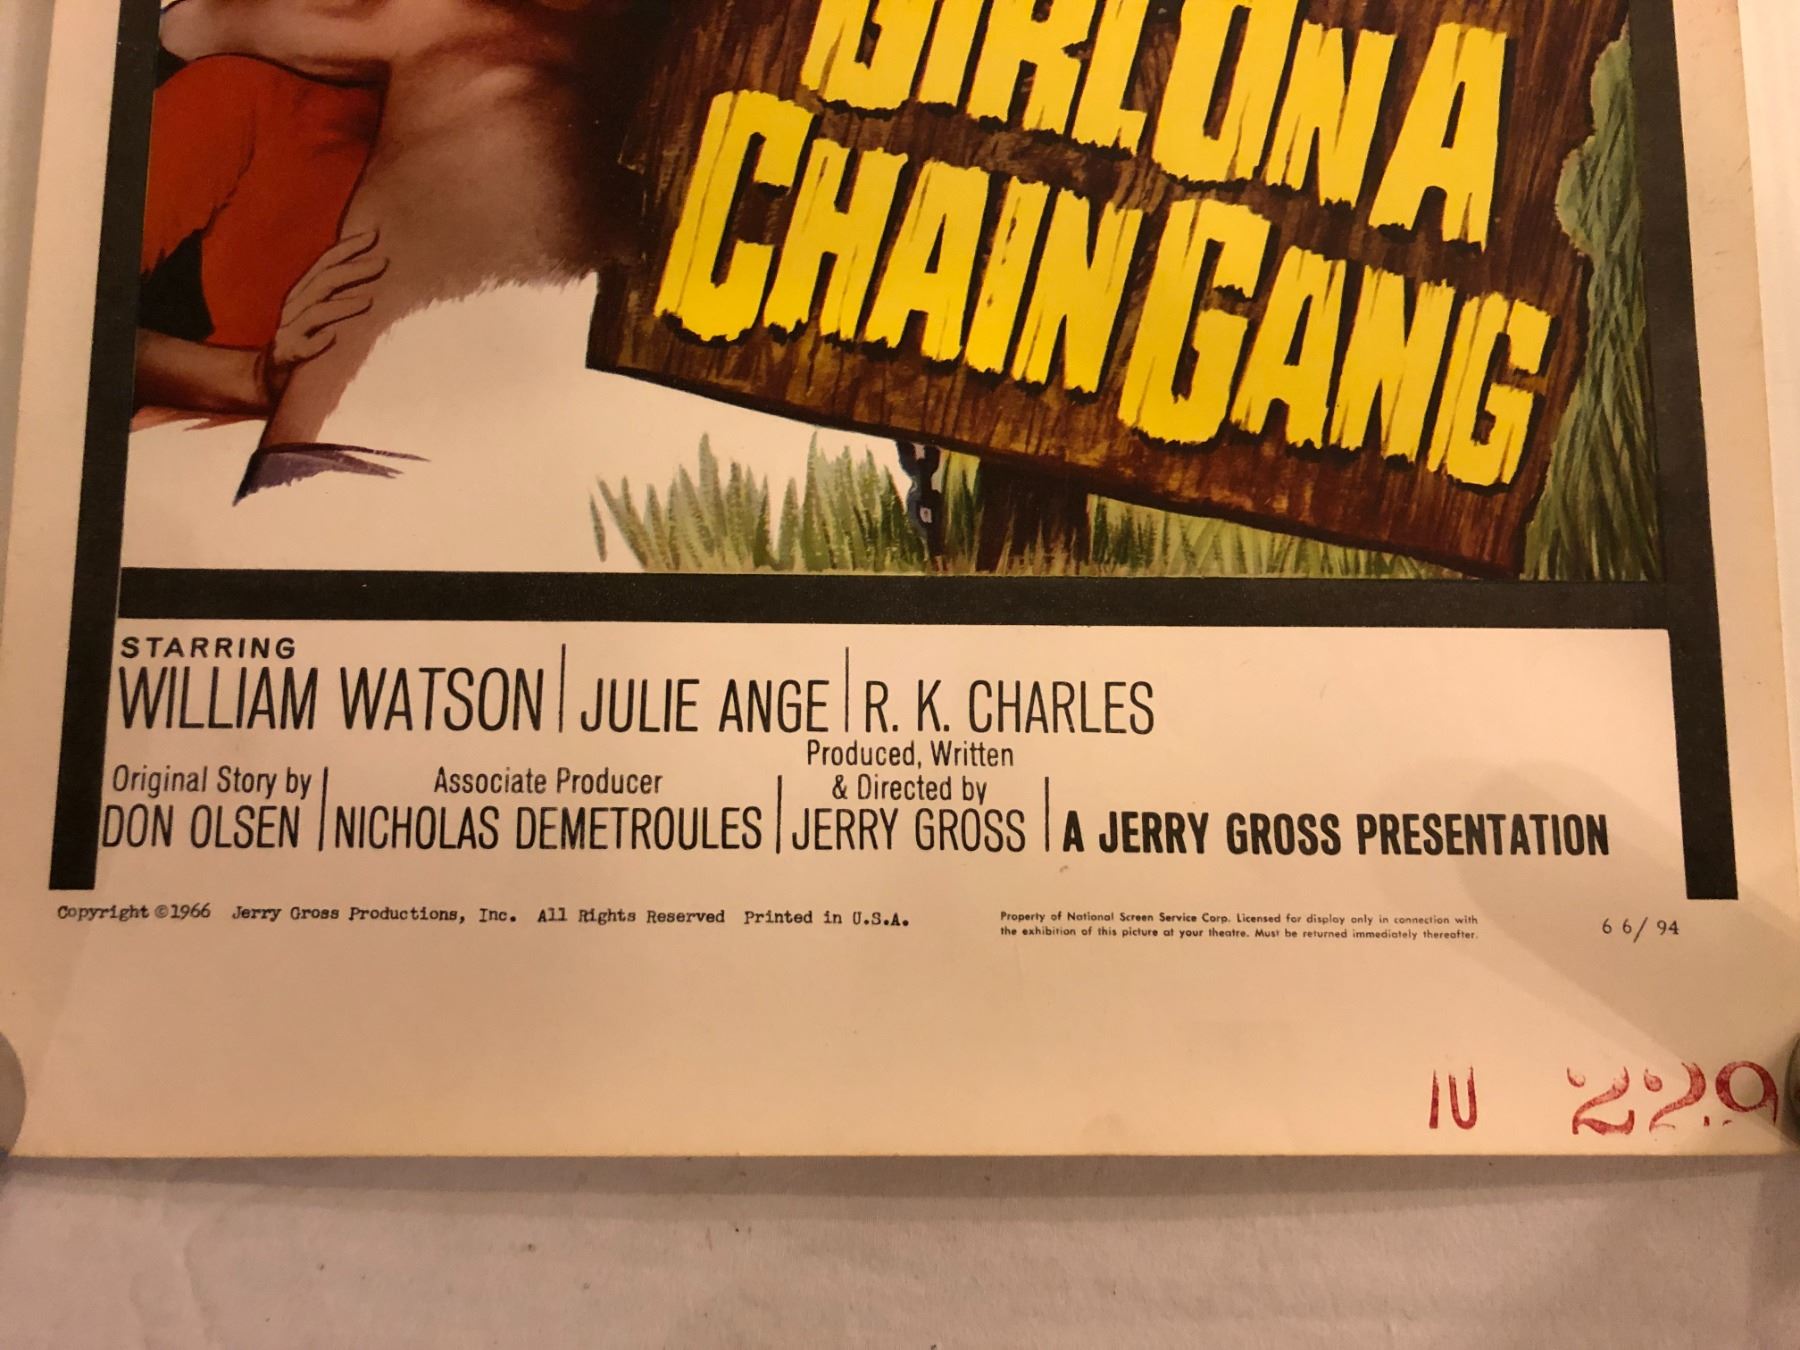 GIRL ON A
CHAIN GANG
STARRING
WILLIAM WATSON | JULIE ANGE | R. K. CHARLES
Original Story by
DON OLSEN
Associate Producer
NICHOLAS DEMETROULES
Produced, Written
& Directed by
JERRY GROSS
A JERRY GROSS PRESENTATION
Copyright ©1966 Jerry Gross Productions, Inc. All Rights Reserved Printed in U.S.A.
Property of National Screen Service Corp. Licensed for display only in connection with
the exhibition of this picture at your theatre. Must be returned immediately thereafter.
66/94
IU 229